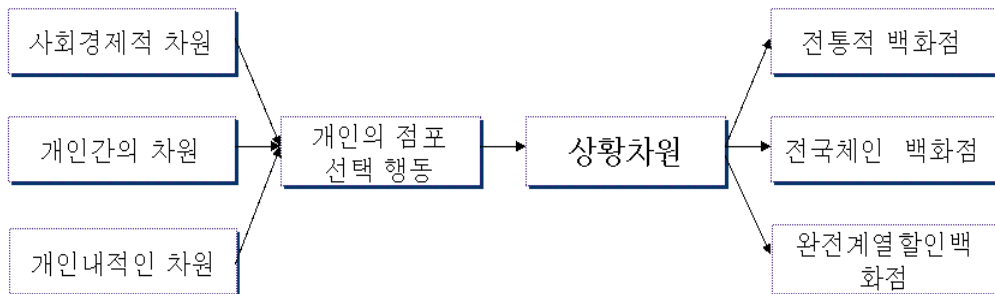 사회경제적 차원
개인간의 차원
개인내적인 차원
개인의 점포
선택 행동
상황차원
전통적 백화점
전국체인 백화점
완전계열할인백
화점